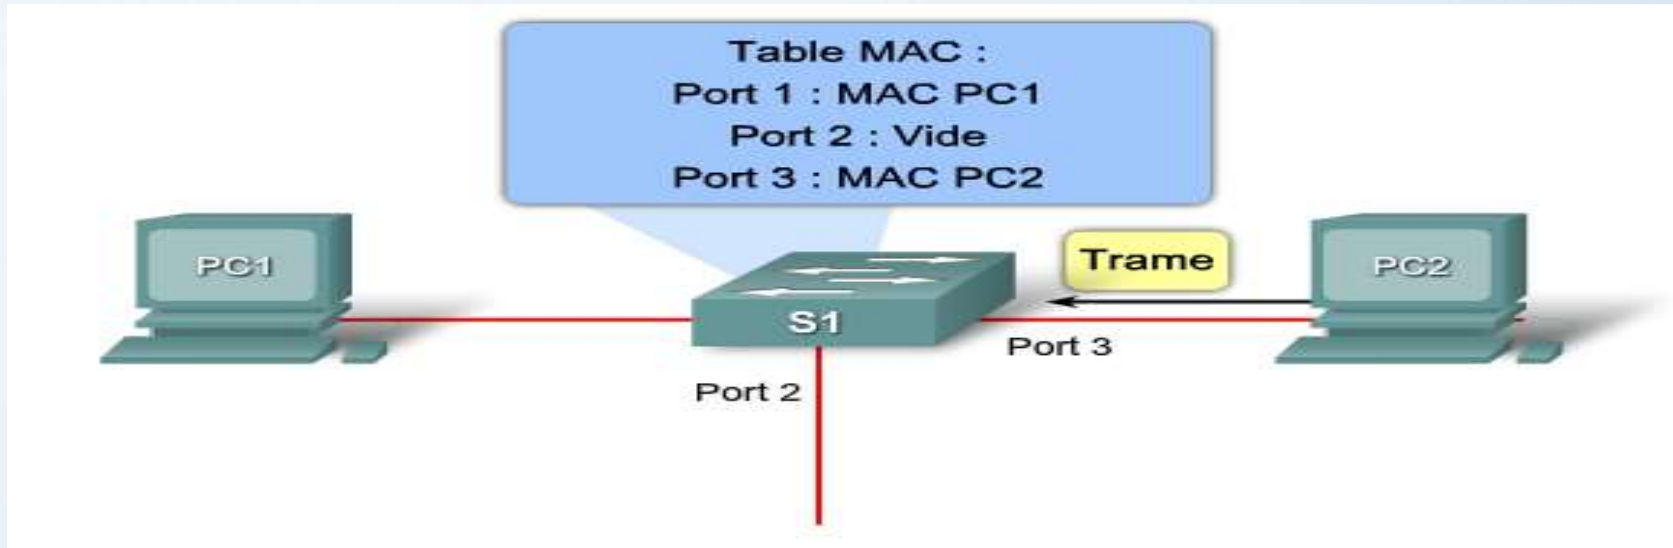 Table MAC :
Port 1 : MAC PC1
Port 2 : Vide
Port 3 : MAC PC2
PC1
Trame
PC2
S1
Port 3
Port 2